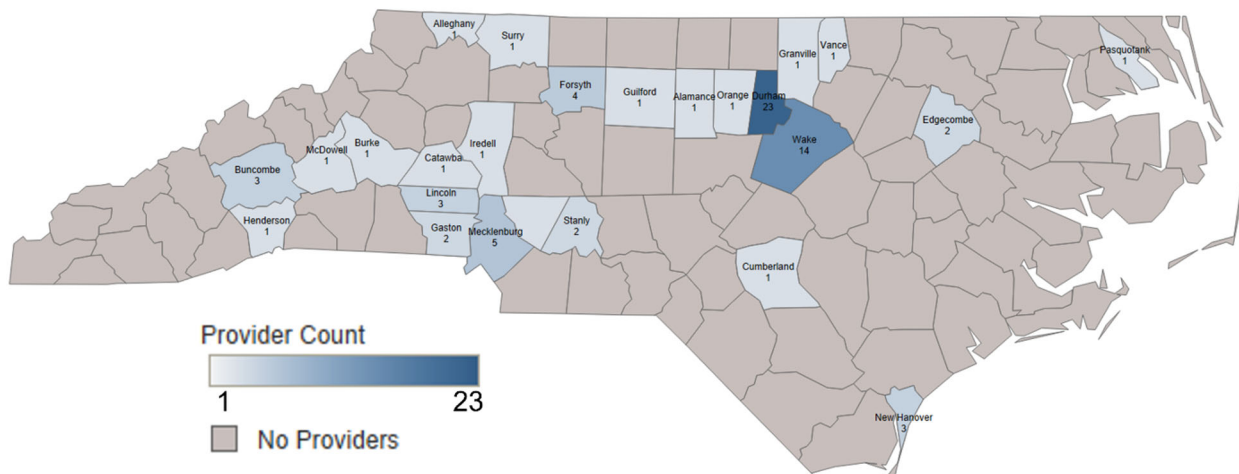 Alleghany
1
Surry
1
Granville
1
Vance
1
Pasquotank
1
Forsyth
4
Guilford
1
Alamance
1
Orange
1
Durham
23
Edgecombe
2
Wake
14
McDowell
1
Burke
1
Catawba
1
Iredell
1
Buncombe
3
Lincoln
3
Henderson
1
Gaston
2
Mecklenburg
5
Stanly
2
Cumberland
1
New Hanover
3
Provider Count
1 23
No Providers